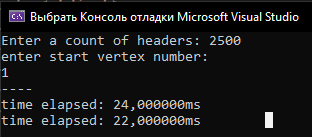 Выбрать Консоль отладки Microsoft Visual Studio
Enter a count of headers: 2500
enter start vertex number:
1
----
time elapsed: 24,000000ms
time elapsed: 22,000000ms